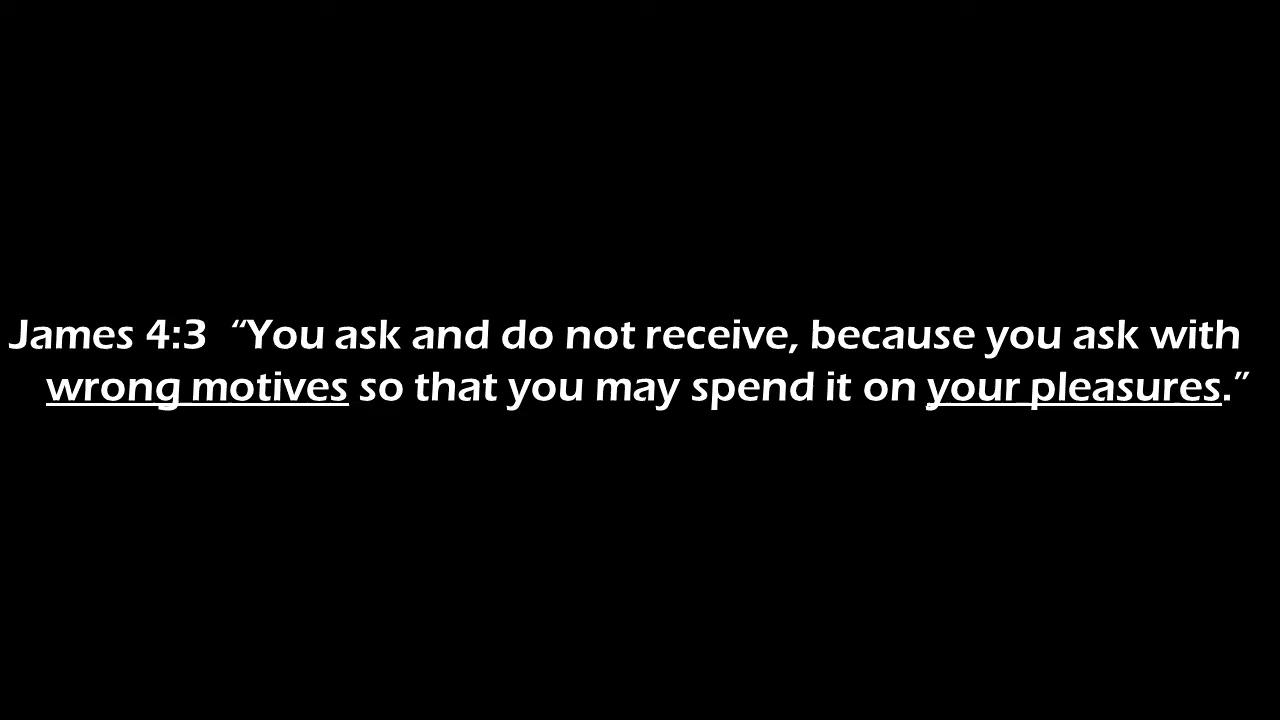 James 4:3  “You ask and do not receive, because you ask with
wrong motives so that you may spend it on your pleasures.”